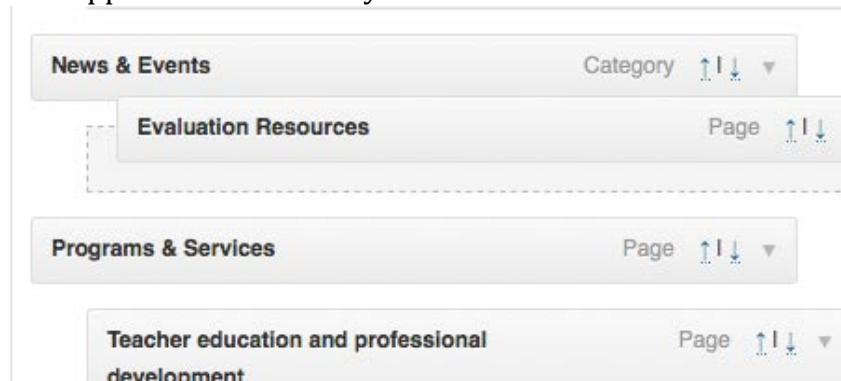 News & Events Category ↑|↓ ▼
Evaluation Resources Page ↑|↓
Programs & Services Page ↑|↓ ▼
Teacher education and professional Page ↑|↓ ▼
development